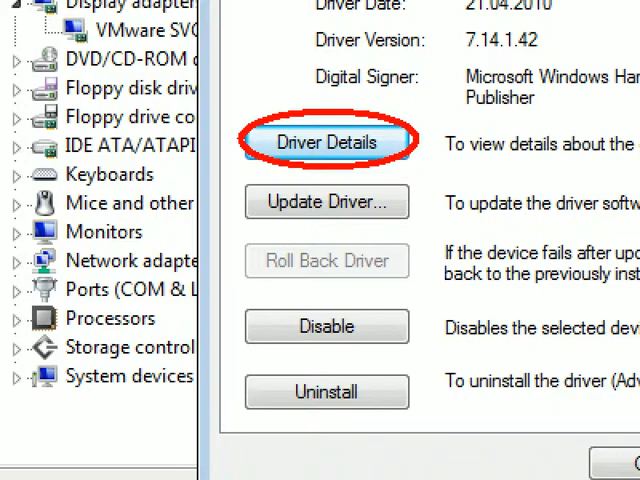 Display adapter
VMware SVG
DVD/CD-ROM
Floppy disk driv
Floppy drive co
IDE ATA/ATAPI
Keyboards
Mice and other
Monitors
Network adapte
Ports (COM & L
Processors
Storage control
System devices
Driver Date: 21.04.2010
Driver Version: 7.14.1.42
Digital Signer: Microsoft Windows Har
Publisher
Driver Details To view details about the
Update Driver... To update the driver softw
Roll Back Driver If the device fails after upd
back to the previously inst
Disable Disables the selected devi
Uninstall To uninstall the driver (Adv